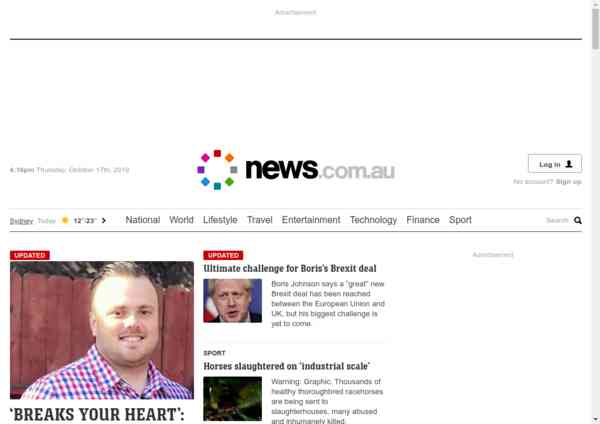 Advertisement
4:16pm Thursday, October 17th, 2019
news.com.au
Log in
No account? Sign up
Sydney Today 12°/23°
National World Lifestyle Travel Entertainment Technology Finance Sport
Search
UPDATED
'BREAKS YOUR HEART':
UPDATED
Ultimate challenge for Boris's Brexit deal
Boris Johnson says a "great" new
Brexit deal has been reached
between the European Union and
UK, but his biggest challenge is
yet to come.
SPORT
Horses slaughtered on 'industrial scale'
Warning: Graphic. Thousands of
healthy thoroughbred racehorses
are being sent to
slaughterhouses, many abused
and inhumanely killed.
Advertisement